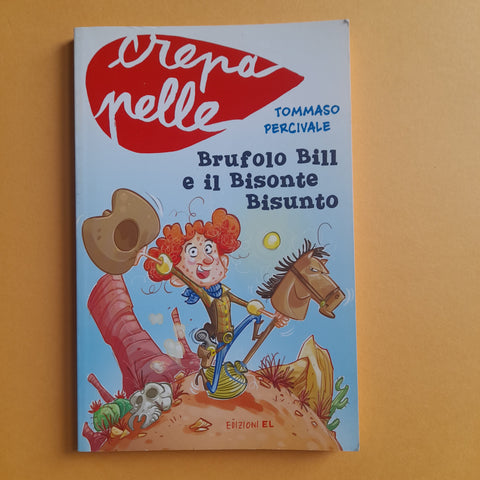 Crepa
pelle
TOMMASO
PERCIVALE
Brufolo Bill
e il Bisonte
Bisunto
EDIZIONI EL